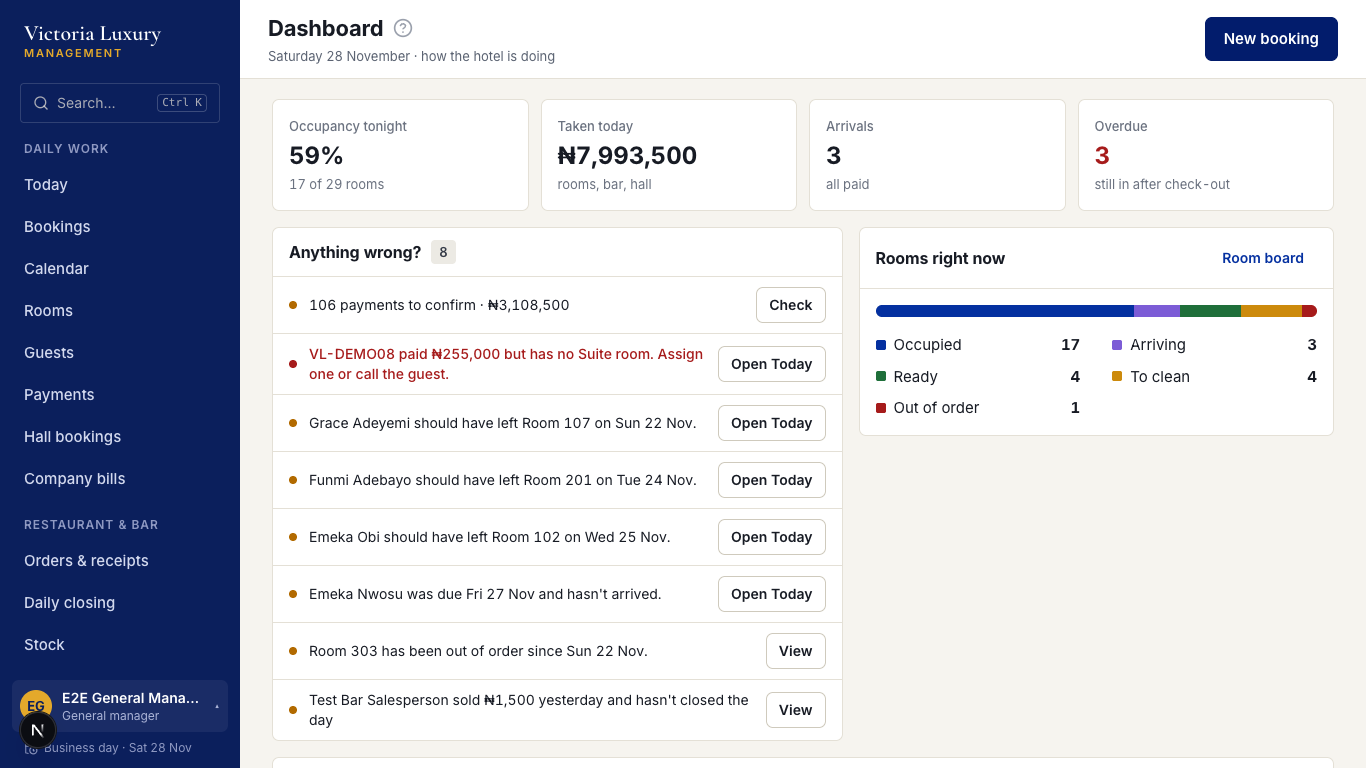 Victoria Luxury
MANAGEMENT
Search...
Ctrl K
DAILY WORK
Today
Bookings
Calendar
Rooms
Guests
Payments
Hall bookings
Company bills
RESTAURANT & BAR
Orders & receipts
Daily closing
Stock
EG
E2E General Mana...
General manager
N
Business day · Sat 28 Nov
Dashboard
?
Saturday 28 November · how the hotel is doing
New booking
Occupancy tonight
59%
17 of 29 rooms
Taken today
₦7,993,500
rooms, bar, hall
Arrivals
3
all paid
Overdue
3
still in after check-out
Anything wrong? 8
106 payments to confirm · ₦3,108,500
Check
VL-DEMO08 paid ₦255,000 but has no Suite room. Assign
one or call the guest.
Open Today
Grace Adeyemi should have left Room 107 on Sun 22 Nov.
Open Today
Funmi Adebayo should have left Room 201 on Tue 24 Nov.
Open Today
Emeka Obi should have left Room 102 on Wed 25 Nov.
Open Today
Emeka Nwosu was due Fri 27 Nov and hasn't arrived.
Open Today
Room 303 has been out of order since Sun 22 Nov.
View
Test Bar Salesperson sold ₦1,500 yesterday and hasn't closed the
day
View
Rooms right now
Room board
Occupied 17
Arriving 3
Ready 4
To clean 4
Out of order 1